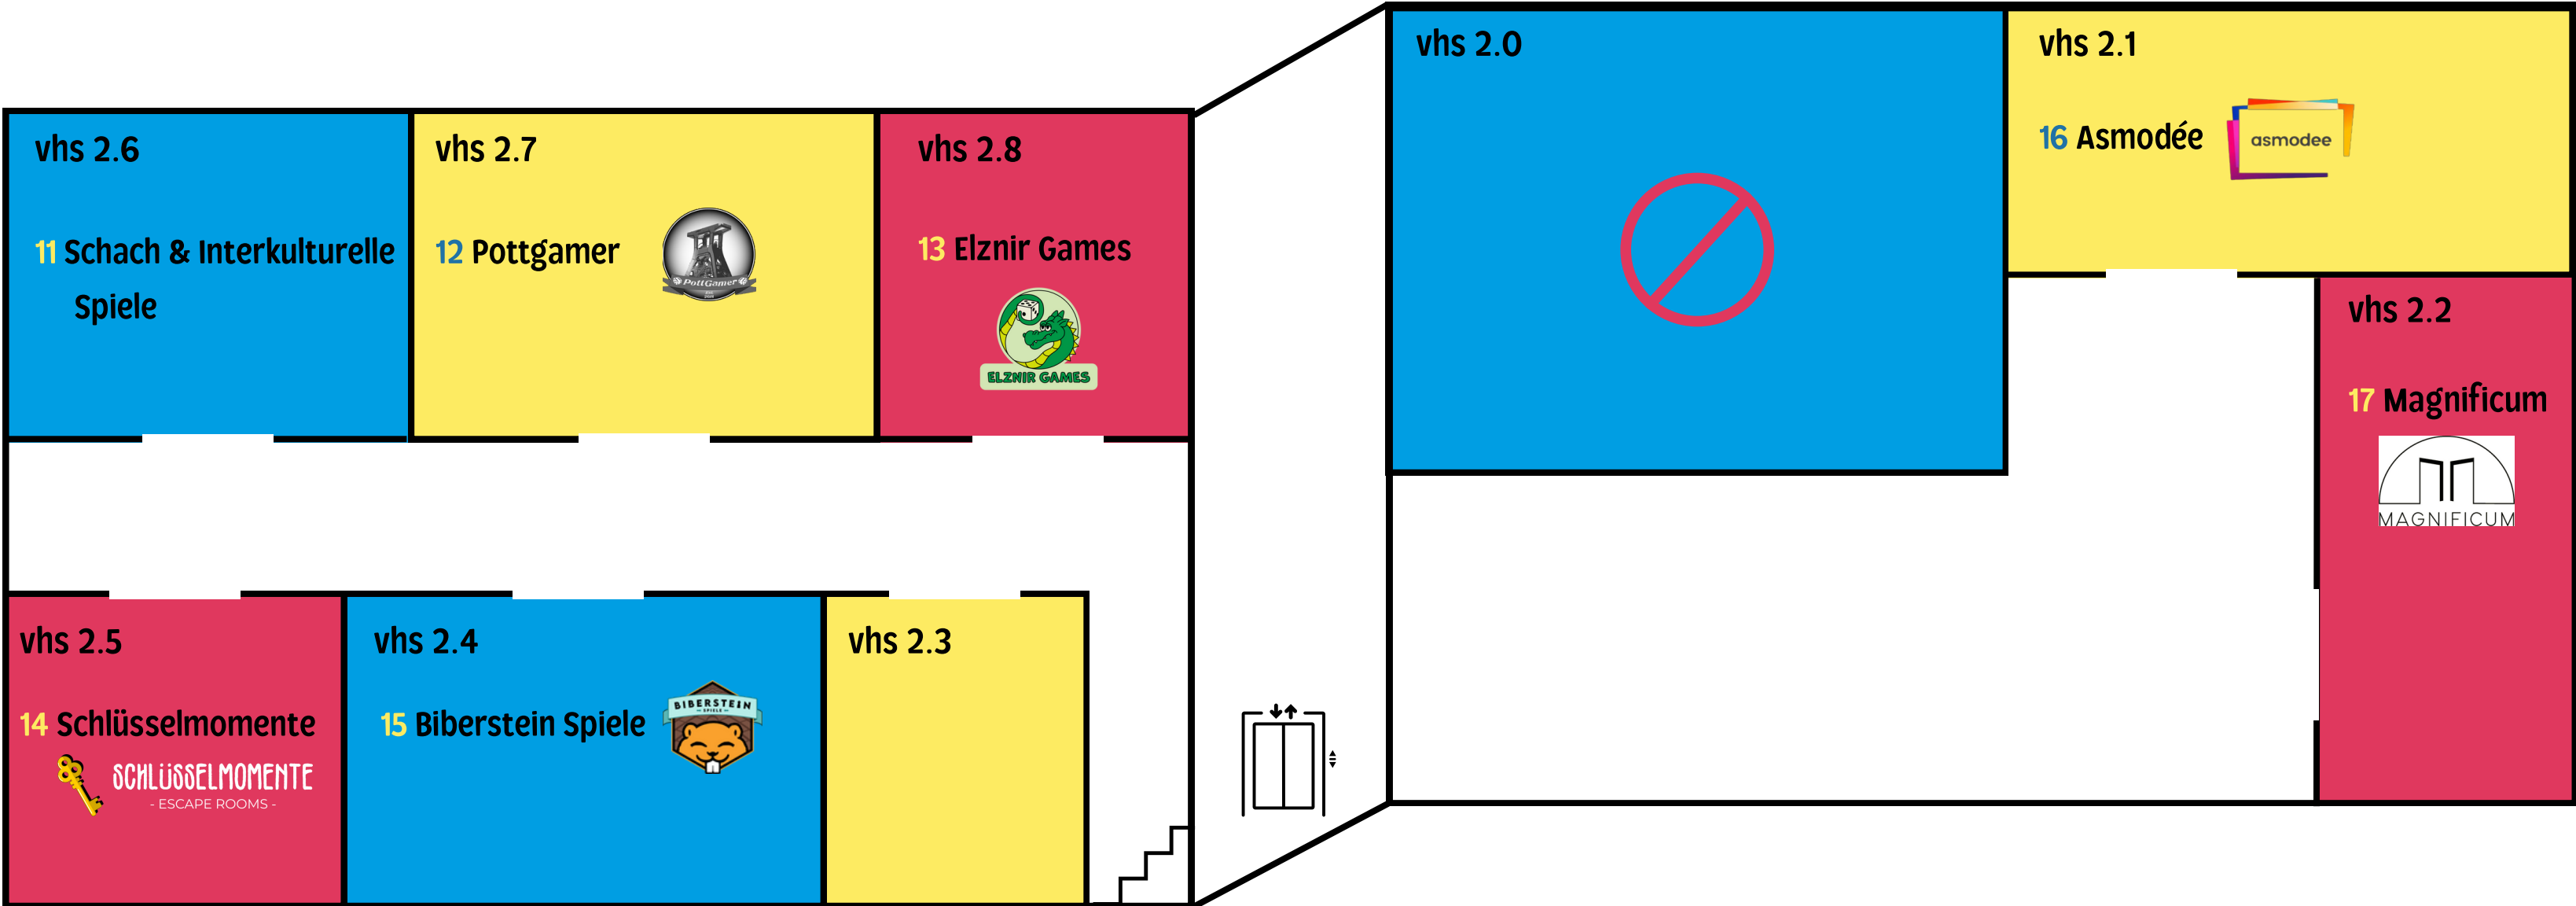 vhs 2.6
11 Schach & Interkulturelle
Spiele
vhs 2.7
12 Pottgamer
PottGamer
vhs 2.8
13 Elznir Games
ELZNIR GAMES
vhs 2.5
14 Schlüsselmomente
SCHLÜSSELMOMENTE
- ESCAPE ROOMS -
vhs 2.4
15 Biberstein Spiele
BIBERSTEIN
SPIELE
vhs 2.3
vhs 2.0
vhs 2.1
16 Asmodée
asmodee
vhs 2.2
17 Magnificum
MAGNIFICUM